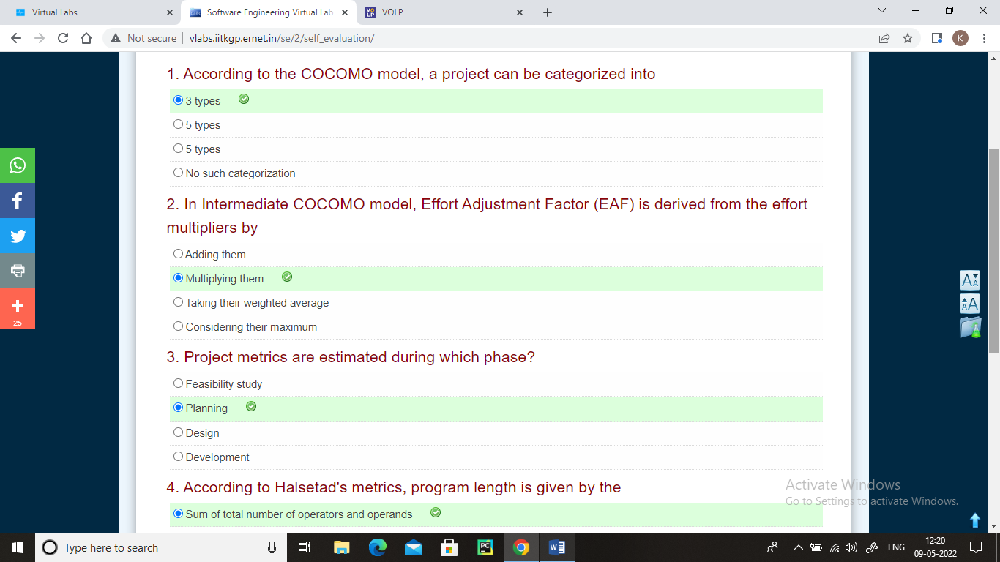 Virtual Labs
Software Engineering Virtual Lab
VOLP
Not secure
vlabs.iitkgp.ernet.in/se/2/self_evaluation/
K
1. According to the COCOMO model, a project can be categorized into
3 types
5 types
5 types
No such categorization
2. In Intermediate COCOMO model, Effort Adjustment Factor (EAF) is derived from the effort
multipliers by
Adding them
Multiplying them
Taking their weighted average
Considering their maximum
3. Project metrics are estimated during which phase?
Feasibility study
Planning
Design
Development
4. According to Halsetad's metrics, program length is given by the
Sum of total number of operators and operands
25
Activate Windows
Go to Settings to activate Windows.
Type here to search
ENG
12:20
09-05-2022